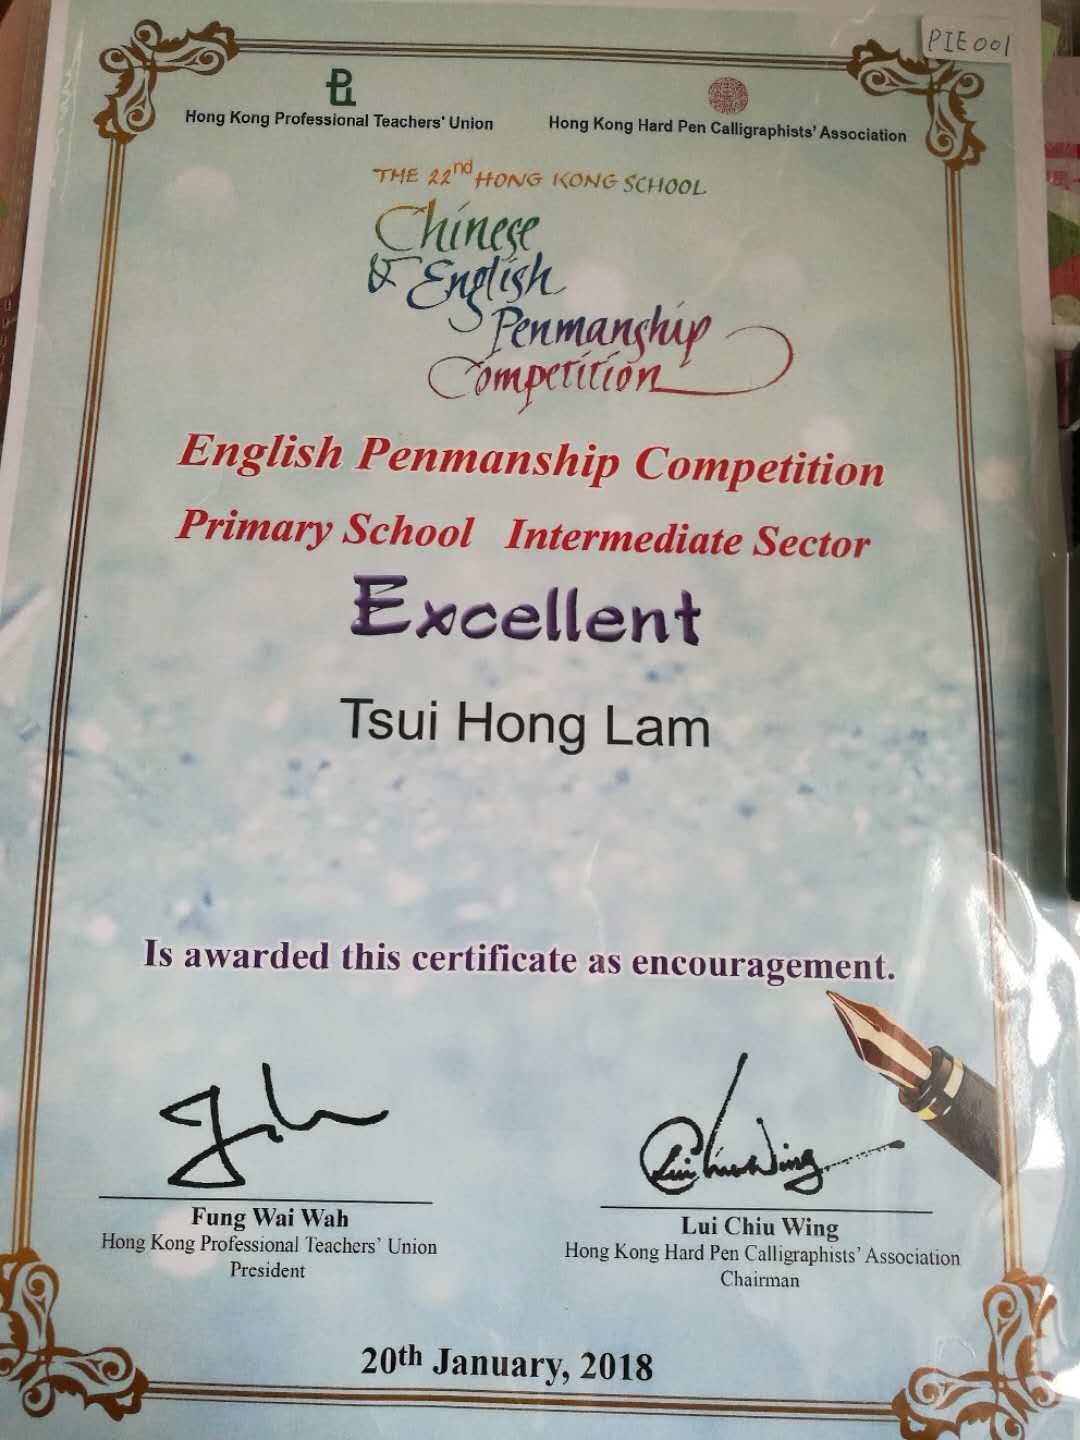 PIE001
Hong Kong Professional Teachers' Union
Hong Kong Hard Pen Calligraphists' Association
THE 22nd HONG KONG SCHOOL
Chinese
& English
Penmanship
Competition
English Penmanship Competition
Primary School Intermediate Sector
Excellent
Tsui Hong Lam
Is awarded this certificate as encouragement.
Lui Chiu Wing
Fung Wai Wah
Hong Kong Professional Teachers' Union
President
Lui Chiu Wing
Hong Kong Hard Pen Calligraphists' Association
Chairman
20th January, 2018